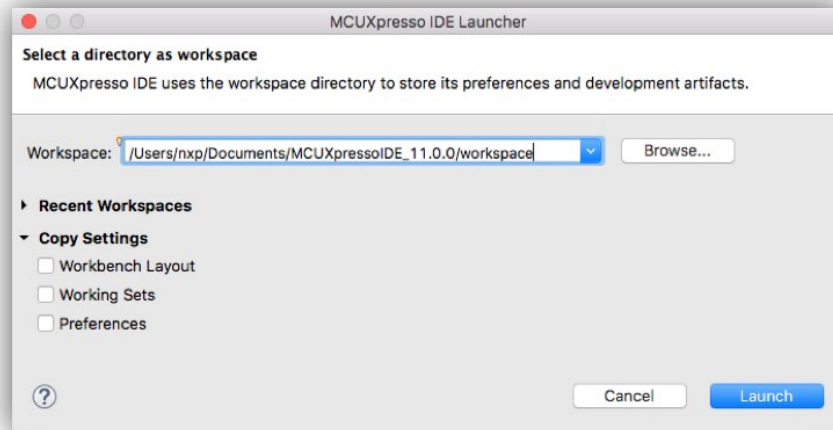 MCUXpresso IDE Launcher
Select a directory as workspace
MCUXpresso IDE uses the workspace directory to store its preferences and development artifacts.
Workspace: /Users/nxp/Documents/MCUXpressoIDE_11.0.0/workspace Browse...
Recent Workspaces
Copy Settings
Workbench Layout
Working Sets
Preferences
? Cancel Launch